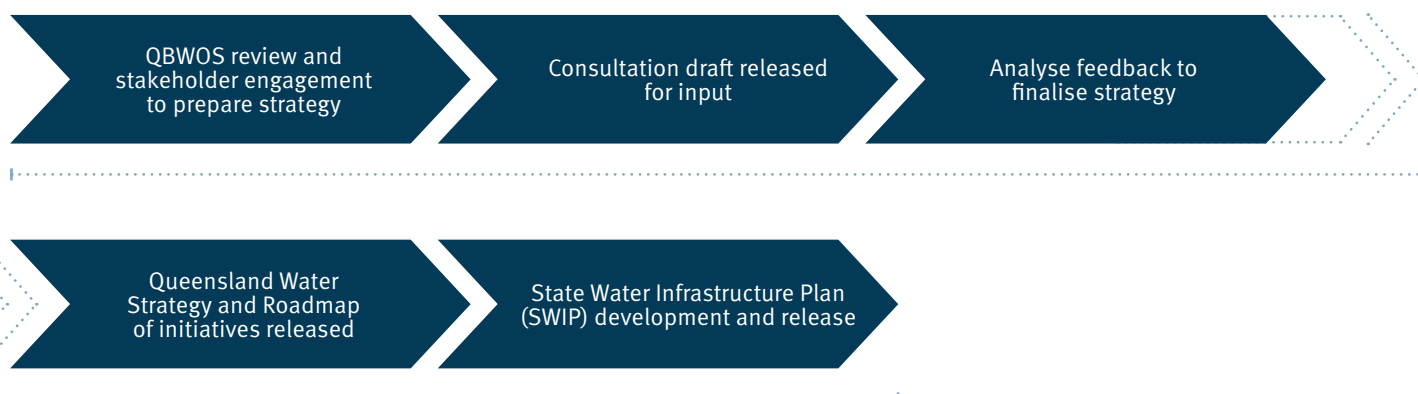 QBWOS review and
stakeholder engagement
to prepare strategy
Consultation draft released
for input
Analyse feedback to
finalise strategy
Queensland Water
Strategy and Roadmap
of initiatives released
State Water Infrastructure Plan
(SWIP) development and release